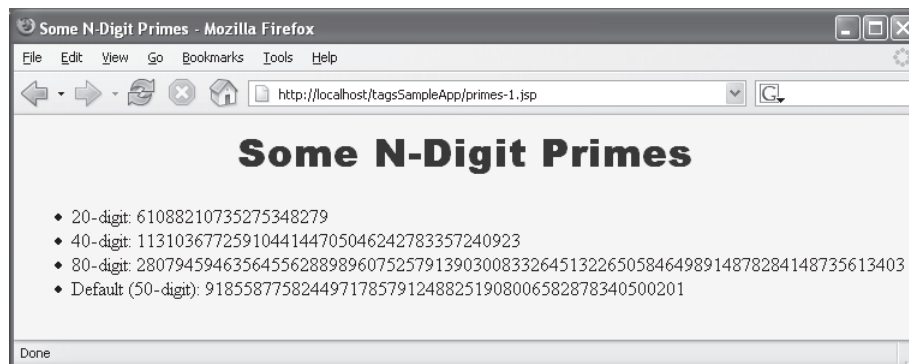 Some N-Digit Primes - Mozilla Firefox
File Edit View Go Bookmarks Tools Help
http://localhost/tagsSampleApp/primes-1.jsp
G
Some N-Digit Primes
20-digit: 61088210735275348279
40-digit: 1131036772591044144705046242783357240923
80-digit: 28079459463564556288989607525791390300833264513226505846498914878284148735613403
Default (50-digit): 91855877582449717857912488251908006582878340500201
Done